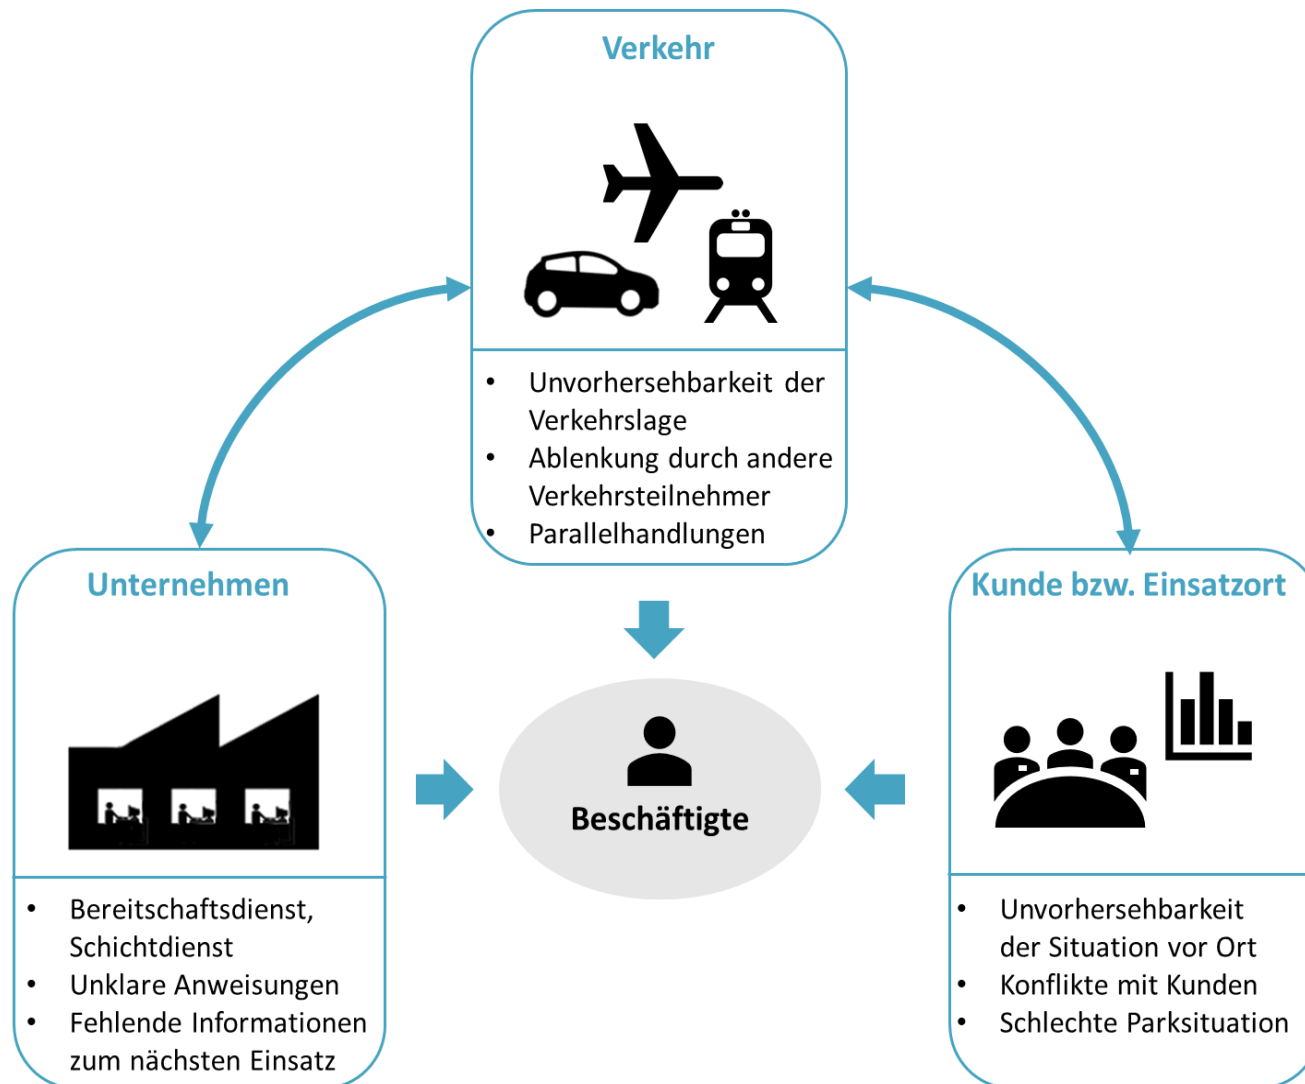 Verkehr
• Unvorhersehbarkeit der
Verkehrslage
• Ablenkung durch andere
Verkehrsteilnehmer
• Parallelhandlungen
Unternehmen
• Bereitschaftsdienst,
Schichtdienst
• Unklare Anweisungen
• Fehlende Informationen
zum nächsten Einsatz
Beschäftigte
Kunde bzw. Einsatzort
• Unvorhersehbarkeit
der Situation vor Ort
• Konflikte mit Kunden
• Schlechte Parksituation